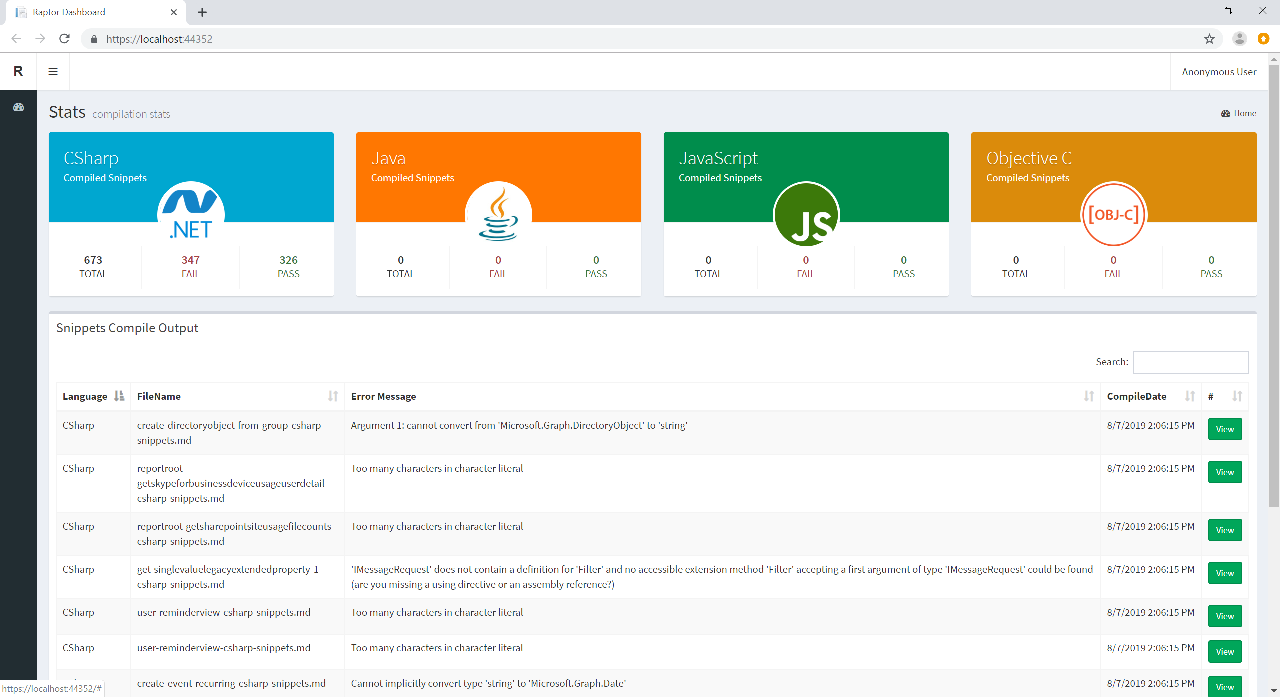 Raptor Dashboard
https://localhost:44352
R
Anonymous User
Stats compilation stats
Home
CSharp
Compiled Snippets
.NET
673
TOTAL
347
FAIL
326
PASS
Java
Compiled Snippets
0
TOTAL
0
FAIL
0
PASS
JavaScript
Compiled Snippets
JS
0
TOTAL
0
FAIL
0
PASS
Objective C
Compiled Snippets
[OBJ-C]
0
TOTAL
0
FAIL
0
PASS
Snippets Compile Output
Search:
Language FileName Error Message CompileDate #
CSharp create-directoryobject-from-group-csharp- Argument 1: cannot convert from 'Microsoft.Graph.DirectoryObject' to 'string' 8/7/2019 2:06:15 PM View
snippets.md
CSharp reportroot- Too many characters in character literal 8/7/2019 2:06:15 PM View
getskypeforbusinessdeviceusageuserdetail-
csharp-snippets.md
CSharp reportroot-getsharepointsiteusagefilecounts- Too many characters in character literal 8/7/2019 2:06:15 PM View
csharp-snippets.md
CSharp get-singlevaluelegacyextendedproperty-1- 'IMessageRequest' does not contain a definition for 'Filter' and no accessible extension method 'Filter' accepting a first argument of type 'IMessageRequest' could be found 8/7/2019 2:06:15 PM View
csharp-snippets.md (are you missing a using directive or an assembly reference?)
CSharp user-reminderview-csharp-snippets.md Too many characters in character literal 8/7/2019 2:06:15 PM View
CSharp user-reminderview-csharp-snippets.md Too many characters in character literal 8/7/2019 2:06:15 PM View
CSharp create-event-recurring-csharp-snippets.md Cannot implicitly convert type 'string' to 'Microsoft.Graph.Date' 8/7/2019 2:06:15 PM View
https://localhost:44352/#